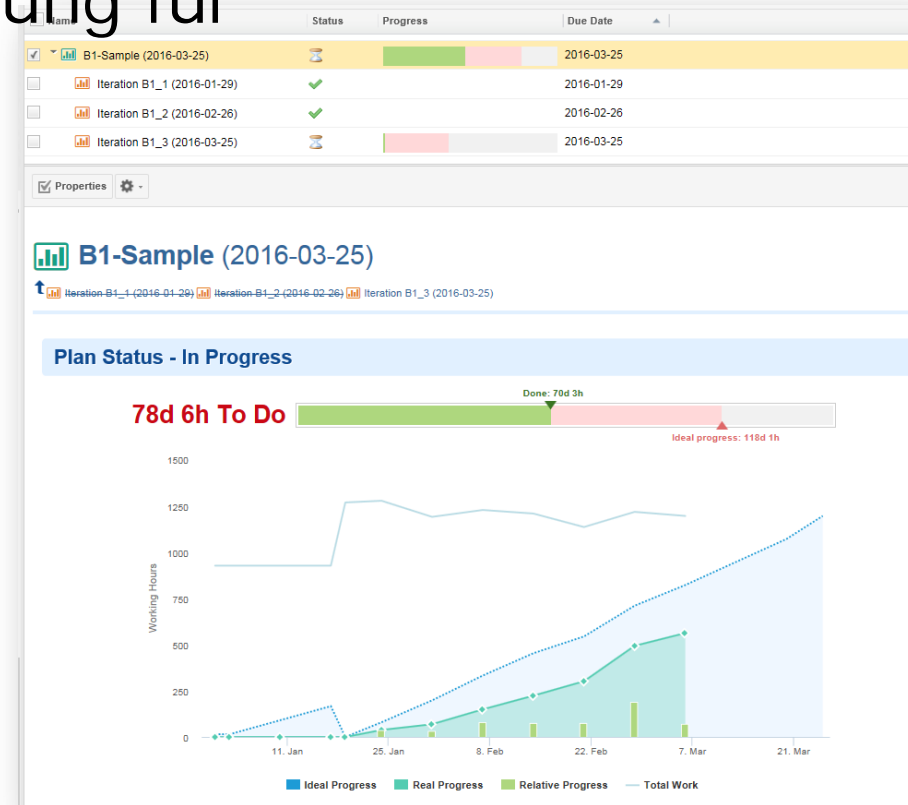 ung für
Name Status Progress Due Date
B1-Sample (2016-03-25) 2016-03-25
Iteration B1_1 (2016-01-29) 2016-01-29
Iteration B1_2 (2016-02-26) 2016-02-26
Iteration B1_3 (2016-03-25) 2016-03-25
Properties
B1-Sample (2016-03-25)
Iteration B1_1 (2016-01-29) Iteration B1_2 (2016-02-26) Iteration B1_3 (2016-03-25)
Plan Status - In Progress
Done: 70d 3h
78d 6h To Do
Ideal progress: 118d 1h
1500
1250
1000
750
500
250
0
Working Hours
11. Jan 25. Jan 8. Feb 22. Feb 7. Mar 21. Mar
Ideal Progress Real Progress Relative Progress Total Work